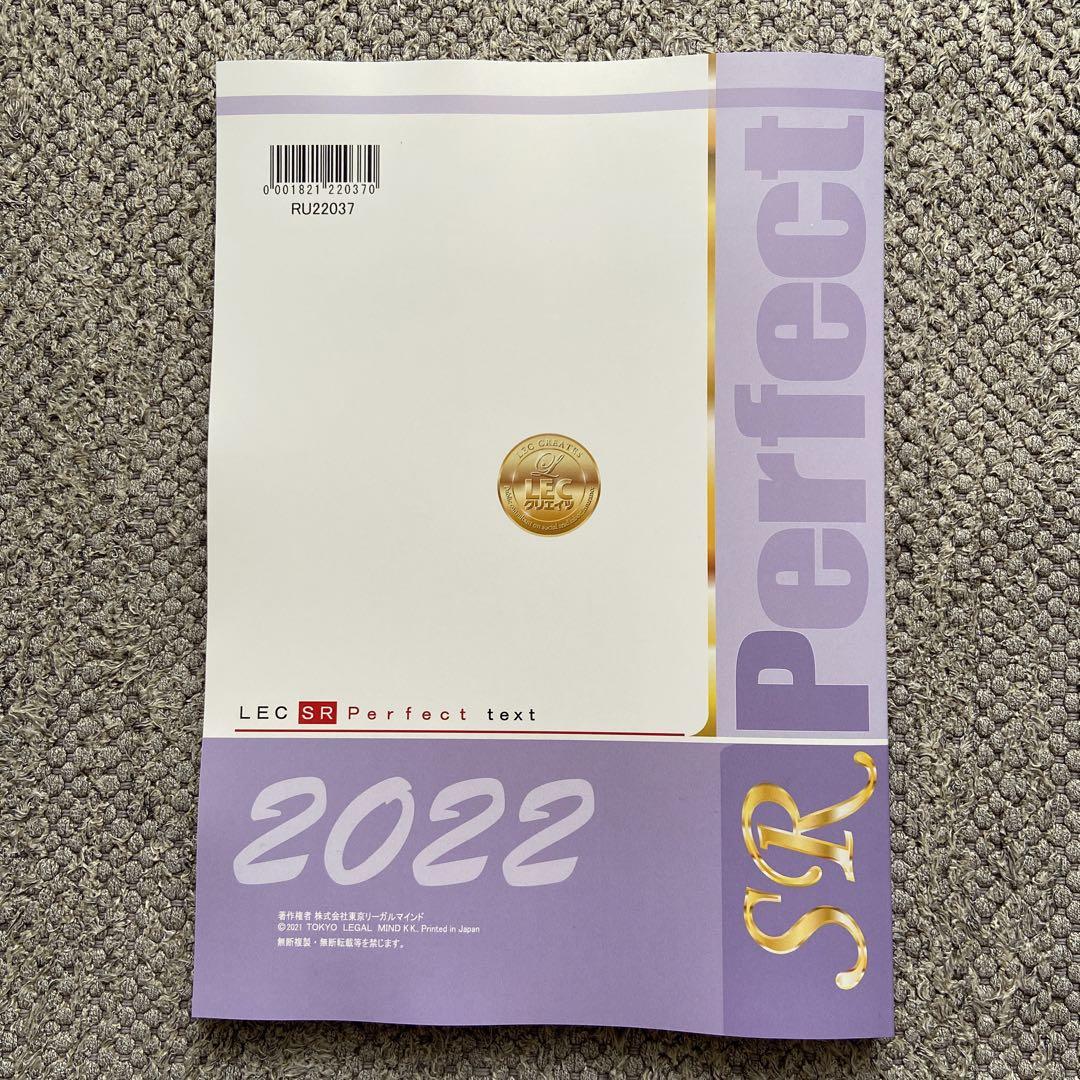 0 001821 220370
RU22037
LEC CREATES
L
LEC
クリエイツ
LEC SR Perfect text
2022
著作権者 株式会社東京リーガルマインド
©2021 TOKYO LEGAL MIND K K., Printed in Japan
無断複製・無断転載等を禁じます。
Perfect
SR